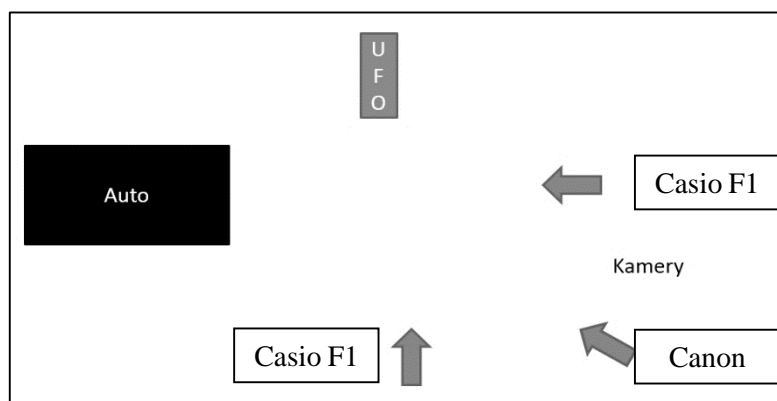 U
F
O
Auto
Casio F1
Kamery
Casio F1
Canon